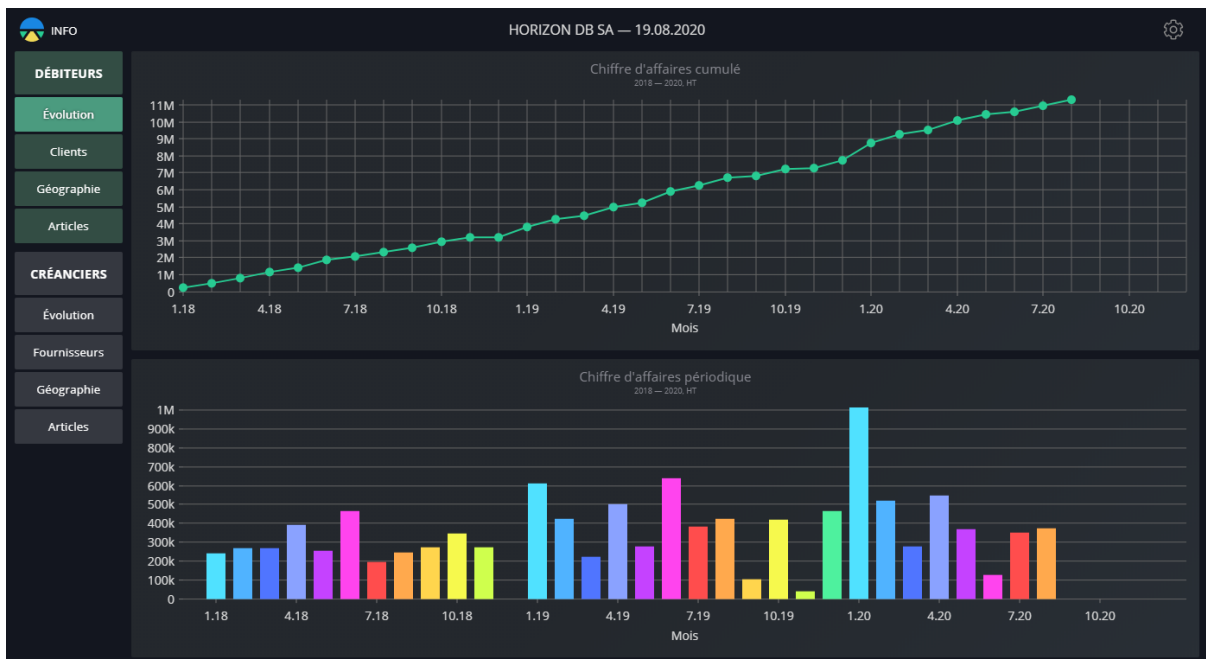 INFO
HORIZON DB SA — 19.08.2020
DÉBITEURS
Évolution
Clients
Géographie
Articles
CRÉANCIERS
Évolution
Fournisseurs
Géographie
Articles
Chiffre d'affaires cumulé
2018 — 2020, HT
11M
10M
9M
8M
7M
6M
5M
4M
3M
2M
1M
0
1.18 4.18 7.18 10.18 1.19 4.19 7.19 10.19 1.20 4.20 7.20 10.20
Mois
Chiffre d'affaires périodique
2018 — 2020, HT
1M
900k
800k
700k
600k
500k
400k
300k
200k
100k
0
1.18 4.18 7.18 10.18 1.19 4.19 7.19 10.19 1.20 4.20 7.20 10.20
Mois